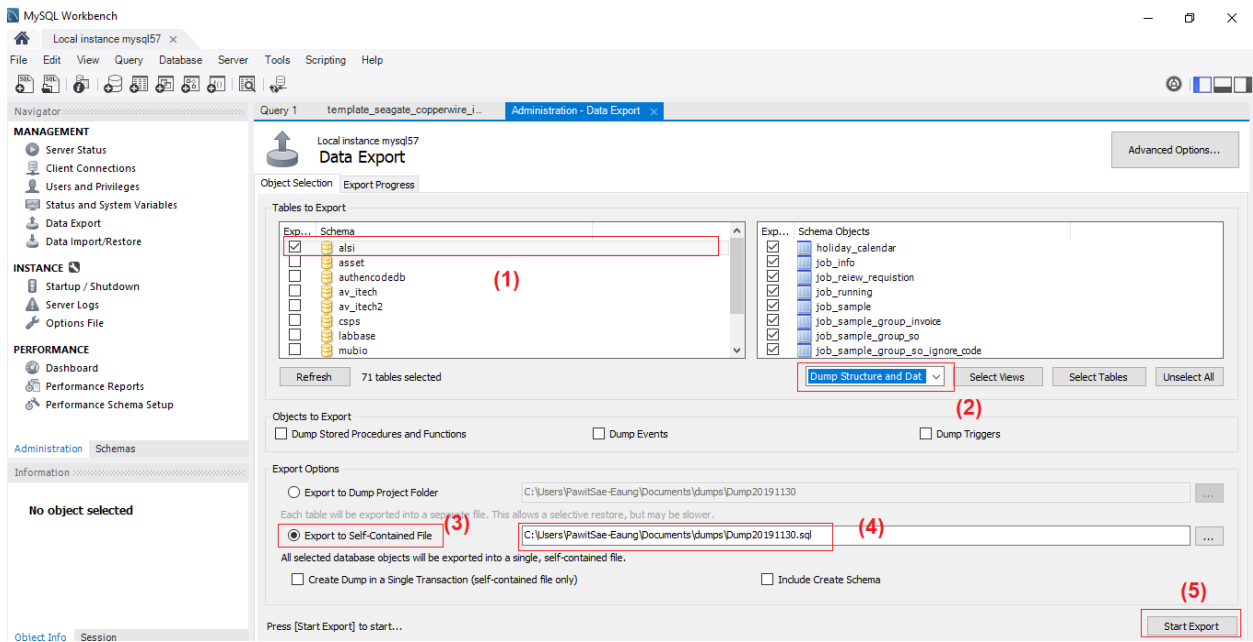 MySQL Workbench
Local instance mysql57
File Edit View Query Database Server Tools Scripting Help
Navigator
MANAGEMENT
Server Status
Client Connections
Users and Privileges
Status and System Variables
Data Export
Data Import/Restore
INSTANCE
Startup / Shutdown
Server Logs
Options File
PERFORMANCE
Dashboard
Performance Reports
Performance Schema Setup
Administration Schemas
Information
No object selected
Object Info Session
Query 1 template_seagate_copperwire_i... Administration - Data Export
Local instance mysql57
Data Export
Advanced Options...
Object Selection Export Progress
Tables to Export
Exp... Schema
alsi
asset
authencodedb
av_itech
av_itech2
csps
labbase
mubio
(1)
Exp... Schema Objects
holiday_calendar
job_info
job_reiew_requistion
job_running
job_sample
job_sample_group_invoice
job_sample_group_so
job_sample_group_so_ignore_code
Refresh 71 tables selected Dump Structure and Dat Select Views Select Tables Unselect All
(2)
Objects to Export
Dump Stored Procedures and Functions Dump Events Dump Triggers
Export Options
Export to Dump Project Folder C:\Users\PawitSae-Eaung\Documents\dumps\Dump20191130 ...
Each table will be exported into a separate file. This allows a selective restore, but may be slower.
(3)
Export to Self-Contained File C:\Users\PawitSae-Eaung\Documents\dumps\Dump20191130.sql (4) ...
All selected database objects will be exported into a single, self-contained file.
Create Dump in a Single Transaction (self-contained file only) Include Create Schema
(5)
Press [Start Export] to start... Start Export